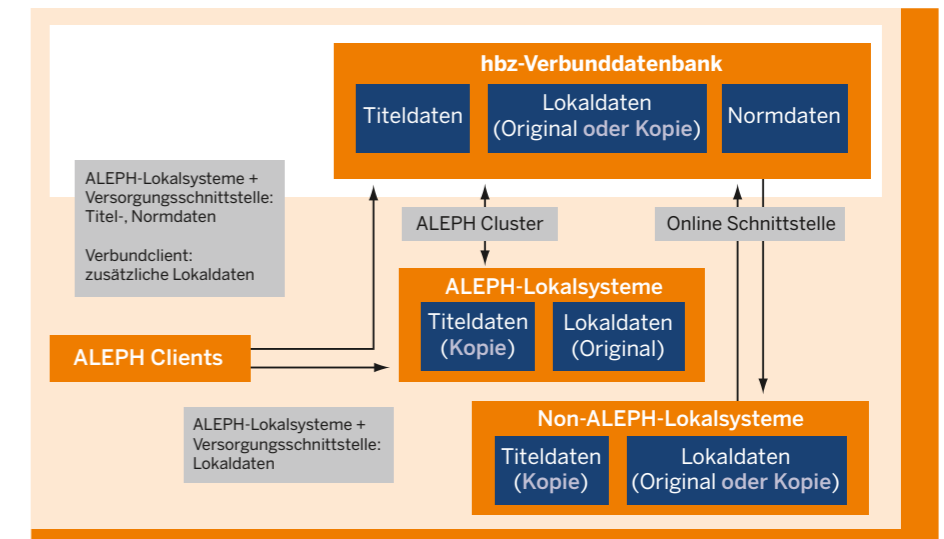 hbz-Verbunddatenbank
Titeldaten
Lokaldaten
(Original oder Kopie)
Normdaten
ALEPH-Lokalsysteme +
Versorgungsschnittstelle:
Titel-, Normdaten
Verbundclient:
zusätzliche Lokaldaten
ALEPH Cluster
Online Schnittstelle
ALEPH-Lokalsysteme
Titeldaten
(Kopie)
Lokaldaten
(Original)
ALEPH Clients
ALEPH-Lokalsysteme +
Versorgungsschnittstelle:
Lokaldaten
Non-ALEPH-Lokalsysteme
Titeldaten
(Kopie)
Lokaldaten
(Original oder Kopie)